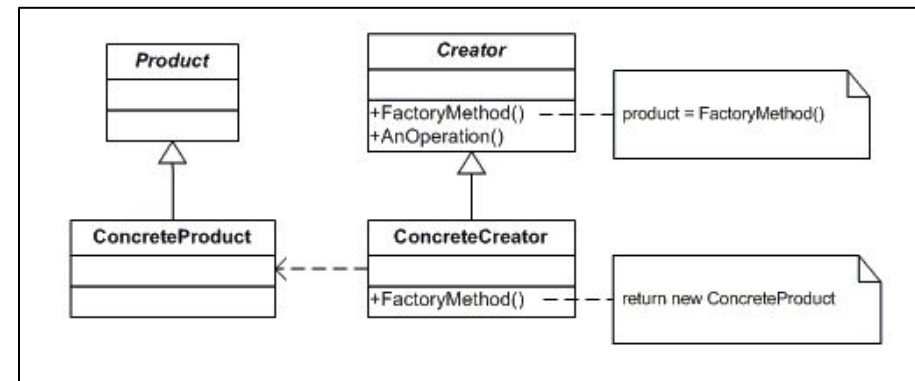 Product
Creator
+FactoryMethod()
+AnOperation()
product = FactoryMethod()
ConcreteProduct
ConcreteCreator
+FactoryMethod()
return new ConcreteProduct